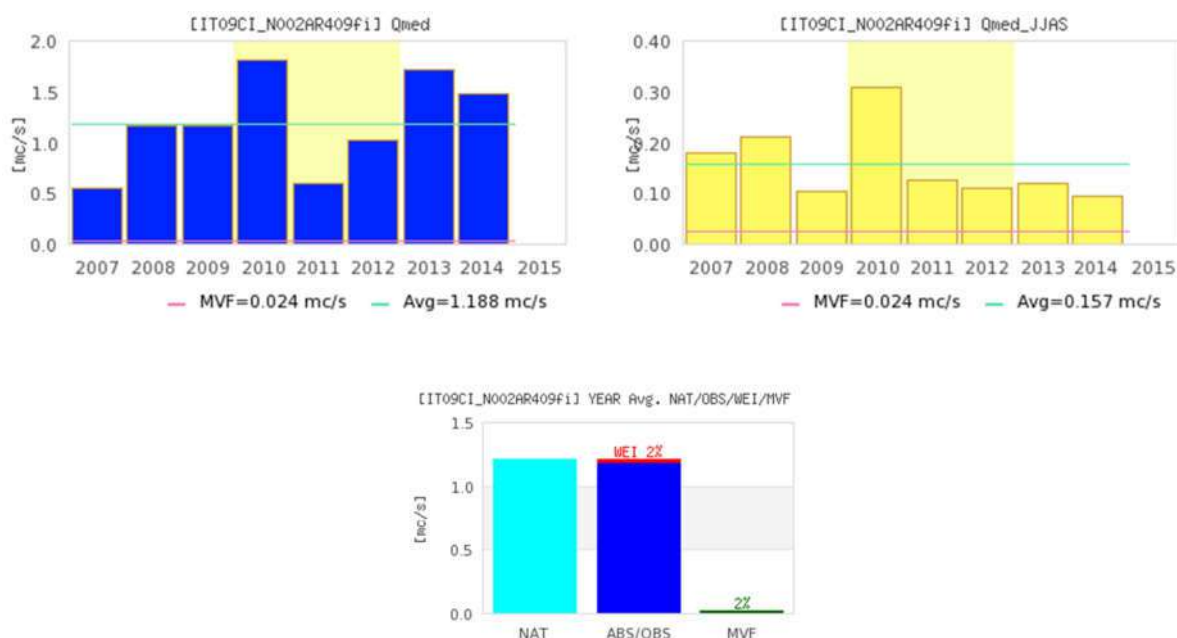 [IT09CI_N002AR409fi] Qmed
2.0
1.5
1.0
0.5
0.0
[mc/s]
2007 2008 2009 2010 2011 2012 2013 2014 2015
MVF=0.024 mc/s Avg=1.188 mc/s
[IT09CI_N002AR409fi] Qmed_JJAS
0.40
0.30
0.20
0.10
0.00
[mc/s]
2007 2008 2009 2010 2011 2012 2013 2014 2015
MVF=0.024 mc/s Avg=0.157 mc/s
[IT09CI_N002AR409fi] YEAR Avg. NAT/OBS/WEI/MVF
1.5
1.0
0.5
0.0
[mc/s]
WEI 2%
2%
NAT ABS/OBS MVF